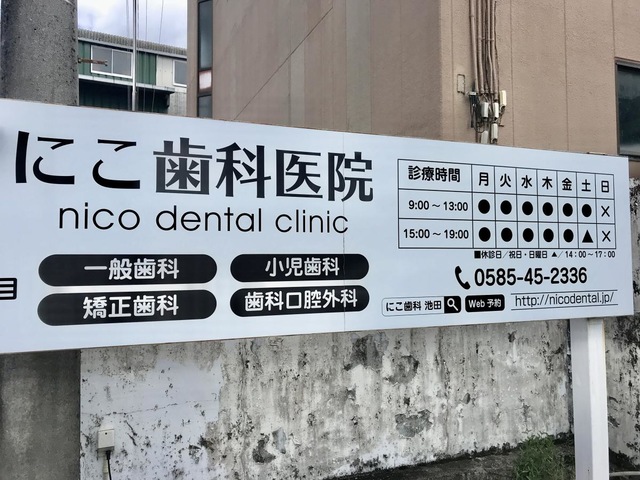 にこ歯科医院
nico dental clinic
一般歯科 小児歯科
矯正歯科 歯科口腔外科
診療時間 月 火 水 木 金 土 日
9:00～13:00 ● ● ● ● ● ● ×
15:00～19:00 ● ● ● ● ● ▲ ×
■休診日／祝日・日曜日 ▲／14：00～17：00
0585-45-2336
にこ歯科 池田 Web 予約 http://nicodental.jp/